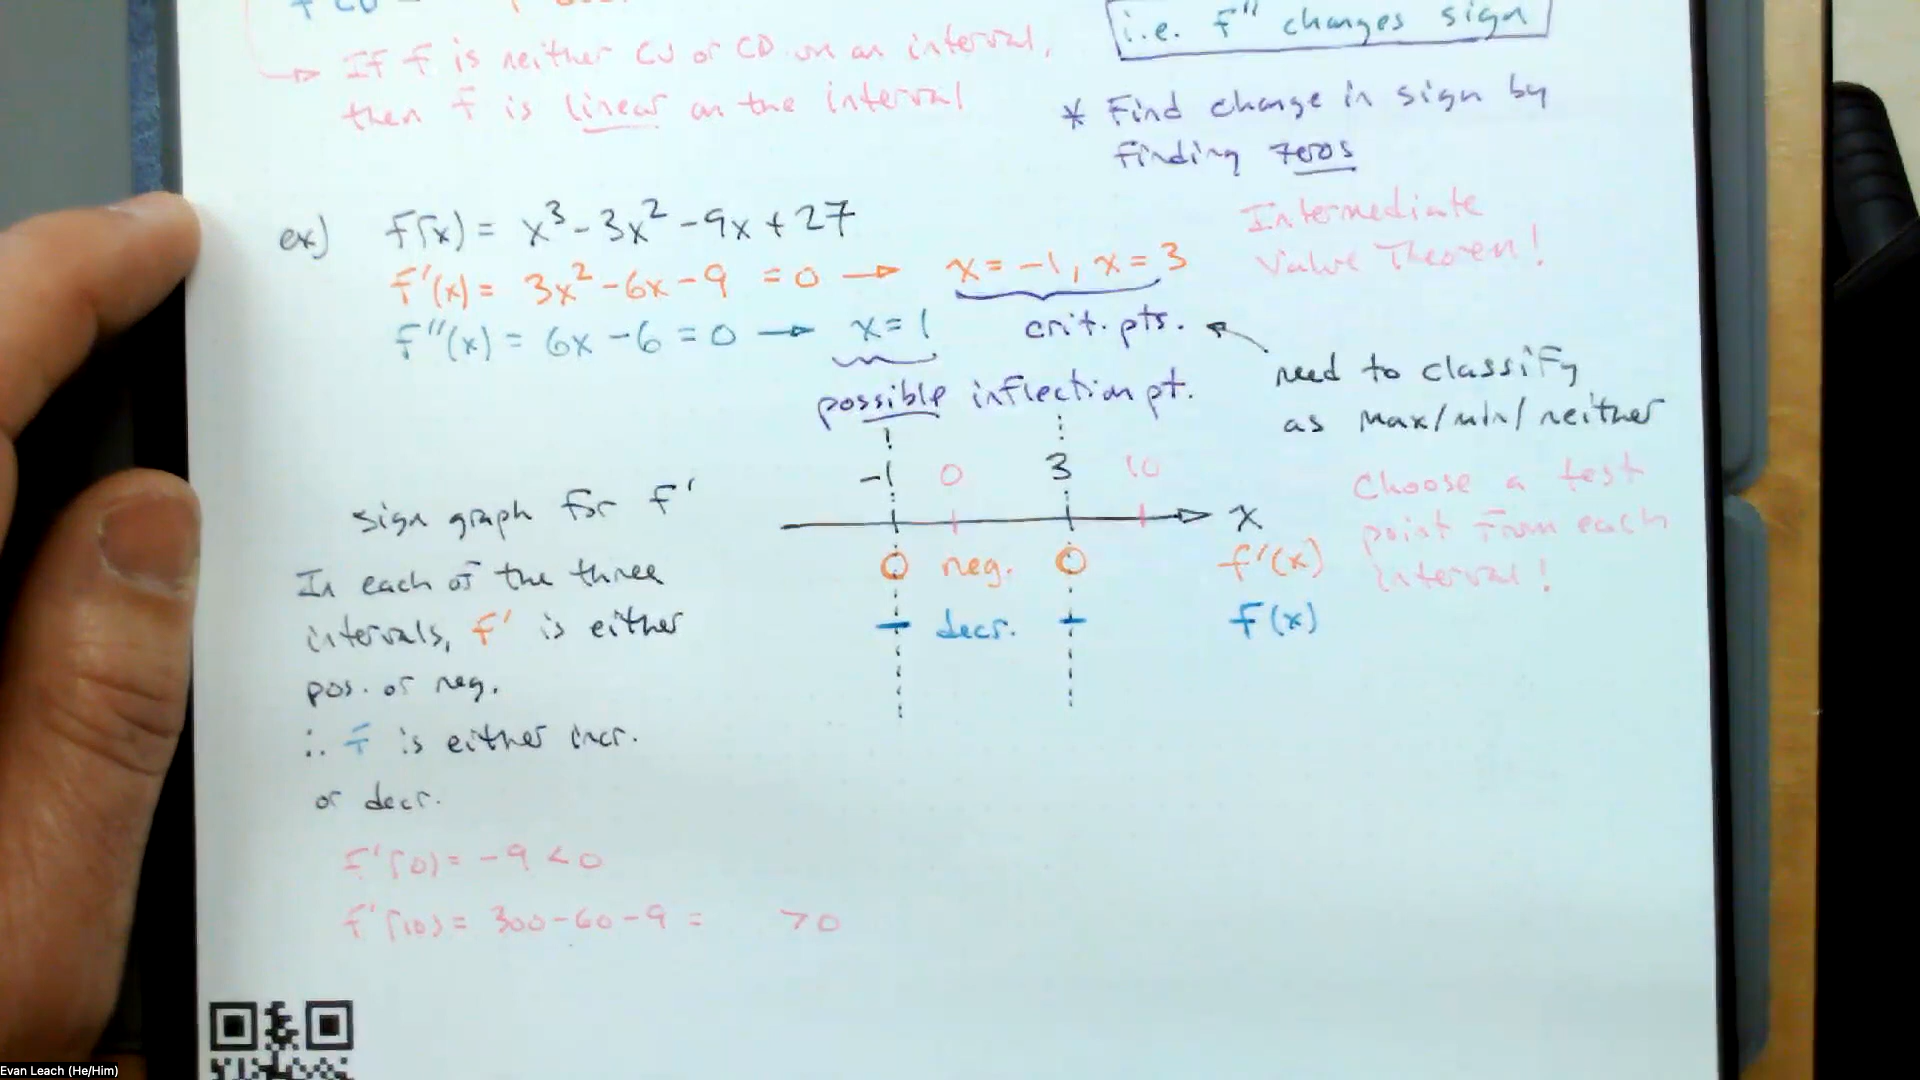 If f is neither CU or CD on an interval,
then f is linear on the interval
i.e. f'' changes sign
* Find change in sign by
finding zeros
Intermediate
Value Theorem!
ex) f(x) = x³ - 3x² - 9x + 27
f'(x) = 3x² - 6x - 9 = 0 → x = -1, x = 3
f''(x) = 6x - 6 = 0 → x = 1
crit. pts.
possible inflection pt.
need to classify
as max/min/neither
-1 0 3 10
x
sign graph for f'
Choose a test
point from each
interval!
0 neg. 0 f'(x)
decr. f(x)
In each of the three
intervals, f' is either
pos. or neg.
∴ f is either incr.
or decr.
f'(0) = -9 < 0
f'(10) = 300 - 60 - 9 = > 0
Evan Leach (He/Him)